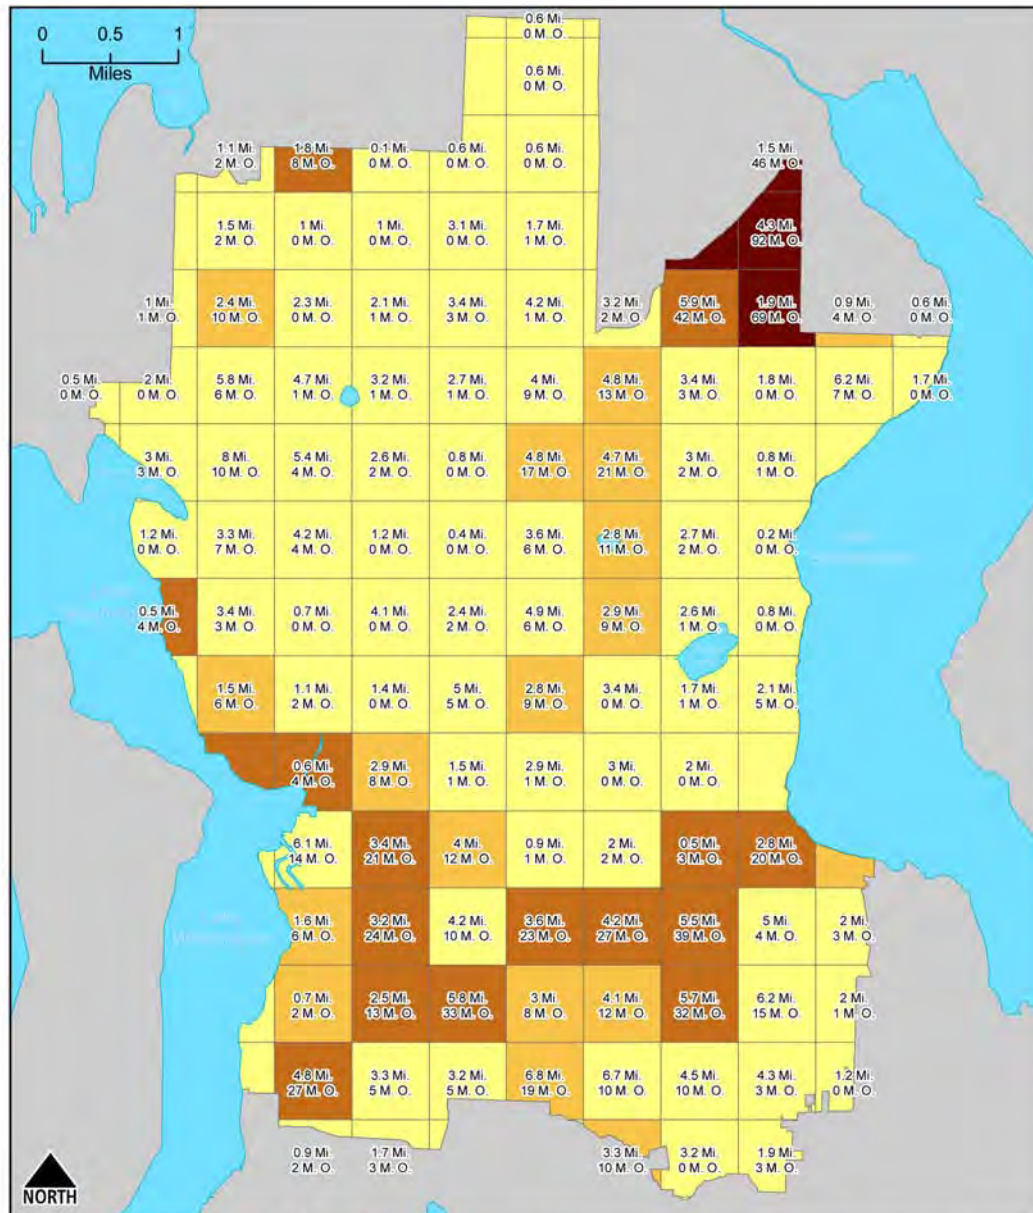 0.6 Mi.
0 M. O.
0 0.5 1
Miles
0.6 Mi.
0 M. O.
1.1 Mi. 1.8 Mi. 0.1 Mi. 0.6 Mi. 0.6 Mi. 1.5 Mi.
2 M. O. 8 M. O. 0 M. O. 0 M. O. 0 M. O. 46 M. O.
1.5 Mi. 1 Mi. 1 Mi. 3.1 Mi. 1.7 Mi. 4.3 Mi.
2 M. O. 0 M. O. 0 M. O. 0 M. O. 1 M. O. 92 M. O.
1 Mi. 2.4 Mi. 2.3 Mi. 2.1 Mi. 3.4 Mi. 4.2 Mi. 3.2 Mi. 5.9 Mi. 1.9 Mi. 0.9 Mi. 0.6 Mi.
1 M. O. 10 M. O. 0 M. O. 1 M. O. 3 M. O. 1 M. O. 2 M. O. 42 M. O. 69 M. O. 4 M. O. 0 M. O.
0.5 Mi. 2 Mi. 5.8 Mi. 4.7 Mi. 3.2 Mi. 2.7 Mi. 4 Mi. 4.8 Mi. 3.4 Mi. 1.8 Mi. 6.2 Mi. 1.7 Mi.
0 M. O. 0 M. O. 6 M. O. 1 M. O. 1 M. O. 1 M. O. 9 M. O. 13 M. O. 3 M. O. 0 M. O. 7 M. O. 0 M. O.
3 Mi. 8 Mi. 5.4 Mi. 2.6 Mi. 0.8 Mi. 4.8 Mi. 4.7 Mi. 3 Mi. 0.8 Mi.
3 M. O. 10 M. O. 4 M. O. 2 M. O. 0 M. O. 17 M. O. 21 M. O. 2 M. O. 1 M. O.
1.2 Mi. 3.3 Mi. 4.2 Mi. 1.2 Mi. 0.4 Mi. 3.6 Mi. 2.8 Mi. 2.7 Mi. 0.2 Mi.
0 M. O. 7 M. O. 4 M. O. 0 M. O. 0 M. O. 6 M. O. 11 M. O. 2 M. O. 0 M. O.
0.5 Mi. 3.4 Mi. 0.7 Mi. 4.1 Mi. 2.4 Mi. 4.9 Mi. 2.9 Mi. 2.6 Mi. 0.8 Mi.
4 M. O. 3 M. O. 0 M. O. 0 M. O. 2 M. O. 6 M. O. 9 M. O. 1 M. O. 0 M. O.
1.5 Mi. 1.1 Mi. 1.4 Mi. 5 Mi. 2.8 Mi. 3.4 Mi. 1.7 Mi. 2.1 Mi.
6 M. O. 2 M. O. 0 M. O. 5 M. O. 9 M. O. 0 M. O. 1 M. O. 5 M. O.
0.6 Mi. 2.9 Mi. 1.5 Mi. 2.9 Mi. 3 Mi. 2 Mi.
4 M. O. 8 M. O. 1 M. O. 1 M. O. 0 M. O. 0 M. O.
6.1 Mi. 3.4 Mi. 4 Mi. 0.9 Mi. 2 Mi. 0.5 Mi. 2.8 Mi.
14 M. O. 21 M. O. 12 M. O. 1 M. O. 2 M. O. 3 M. O. 20 M. O.
1.6 Mi. 3.2 Mi. 4.2 Mi. 3.6 Mi. 4.2 Mi. 5.5 Mi. 5 Mi. 2 Mi.
6 M. O. 24 M. O. 10 M. O. 23 M. O. 27 M. O. 39 M. O. 4 M. O. 3 M. O.
0.7 Mi. 2.5 Mi. 5.8 Mi. 3 Mi. 4.1 Mi. 5.7 Mi. 6.2 Mi. 2 Mi.
2 M. O. 13 M. O. 33 M. O. 8 M. O. 12 M. O. 32 M. O. 15 M. O. 1 M. O.
4.8 Mi. 3.3 Mi. 3.2 Mi. 6.8 Mi. 6.7 Mi. 4.5 Mi. 4.3 Mi. 1.2 Mi.
27 M. O. 5 M. O. 5 M. O. 19 M. O. 10 M. O. 10 M. O. 3 M. O. 0 M. O.
0.9 Mi. 1.7 Mi. 3.3 Mi. 3.2 Mi. 1.9 Mi.
2 M. O. 3 M. O. 10 M. O. 0 M. O. 3 M. O.
NORTH